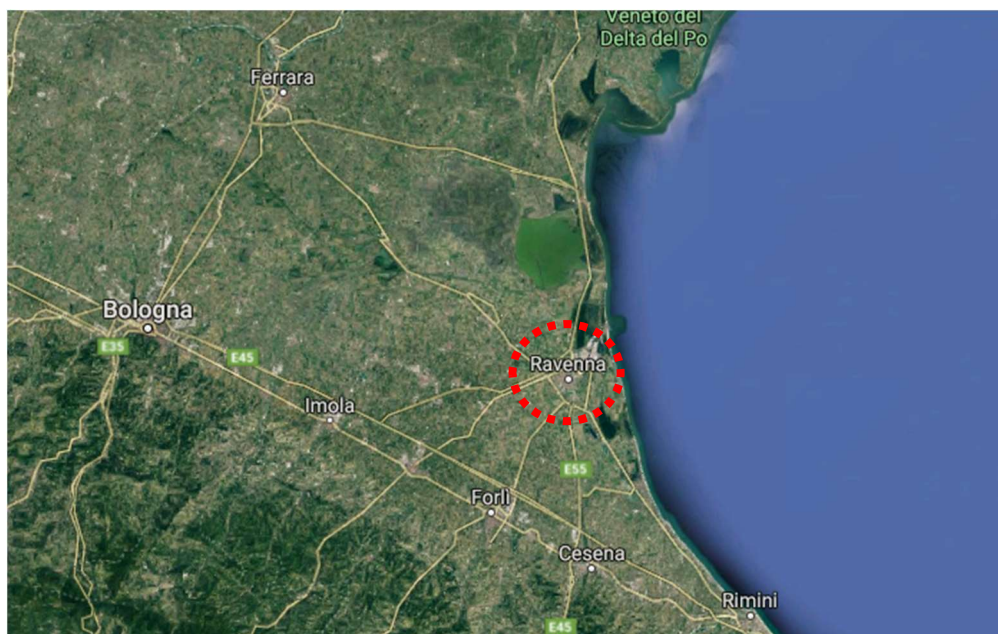 Veneto del
Delta del Po
Ferrara
Bologna
E35
E45
Ravenna
Imola
E55
Forlì
Cesena
Rimini
E45